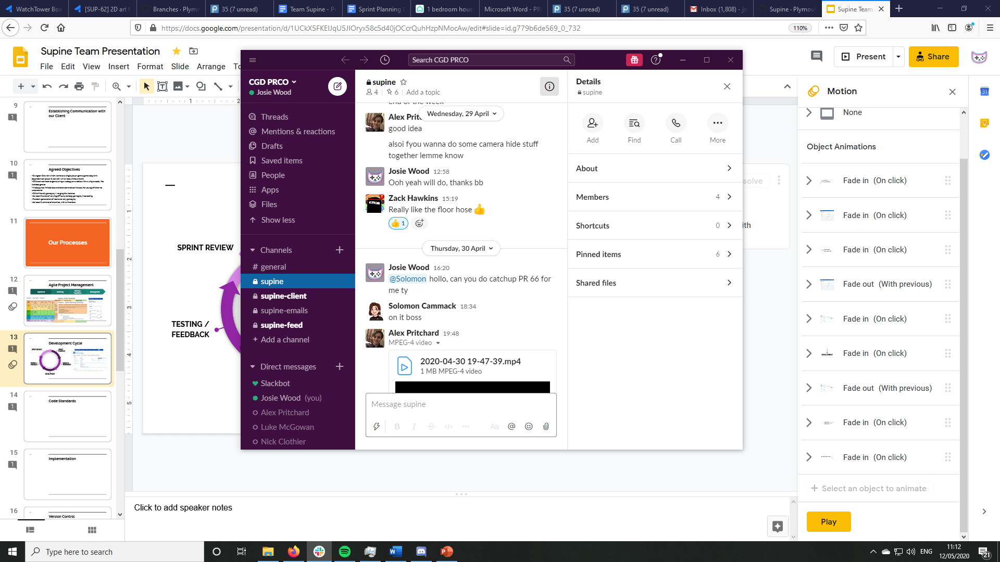 WatchTower Boa
[SUP-62] 2D art f
Branches · Plymo
35 (7 unread)
Team Supine - Pr
Sprint Planning D
1 bedroom hous
Microsoft Word - PR
35 (7 unread)
35 (7 unread)
Inbox (1,808) - jo
Supine · Plymout
Supine Team
https://docs.google.com/presentation/d/1UCkX5FKEIJqU5JIOryx58c5d40jOCcrQuhHzpNMocAw/edit#slide=id.g779b6de569_0_732
110%
Supine Team Presentation
File Edit View Insert Format Slide Arrange To
Present
Share
9
Establishing Communication with
our Client
10
Agreed Objectives
11
Our Processes
12
Agile Project Management
13
Development Cycle
14
Code Standards
15
Implementation
16
Version Control
SPRINT REVIEW
TESTING /
FEEDBACK
Search CGD PRCO
CGD PRCO
Josie Wood
Threads
Mentions & reactions
Drafts
Saved items
People
Apps
Files
Show less
Channels
# general
supine
supine-client
supine-emails
supine-feed
+ Add a channel
Direct messages
Slackbot
Josie Wood (you)
Alex Pritchard
Luke McGowan
Nick Clothier
supine
4 6 Add a topic
end of the week
Wednesday, 29 April
Alex Pritc
good idea
alsoi fyou wanna do some camera hide stuff
together lemme know
Josie Wood 12:58
Ooh yeah will do, thanks bb
Zack Hawkins 15:19
Really like the floor hose 👍
👍 1
Thursday, 30 April
Josie Wood 16:20
@Solomon hollo, can you do catchup PR 66 for
me ty
Solomon Cammack 18:34
on it boss
Alex Pritchard 19:48
MPEG-4 video
2020-04-30 19-47-39.mp4
1 MB MPEG-4 video
Message supine
Details
supine
Add Find Call More
About
Members 4
Shortcuts 0
Pinned items 6
Shared files
solve
ith
Motion
None
Object Animations
Fade in (On click)
Fade in (On click)
Fade in (On click)
Fade out (With previous)
Fade in (On click)
Fade in (On click)
Fade out (With previous)
Fade in (On click)
Fade in (On click)
+ Select an object to animate
Play
Click to add speaker notes
Type here to search
ENG
11:12
12/05/2020
21